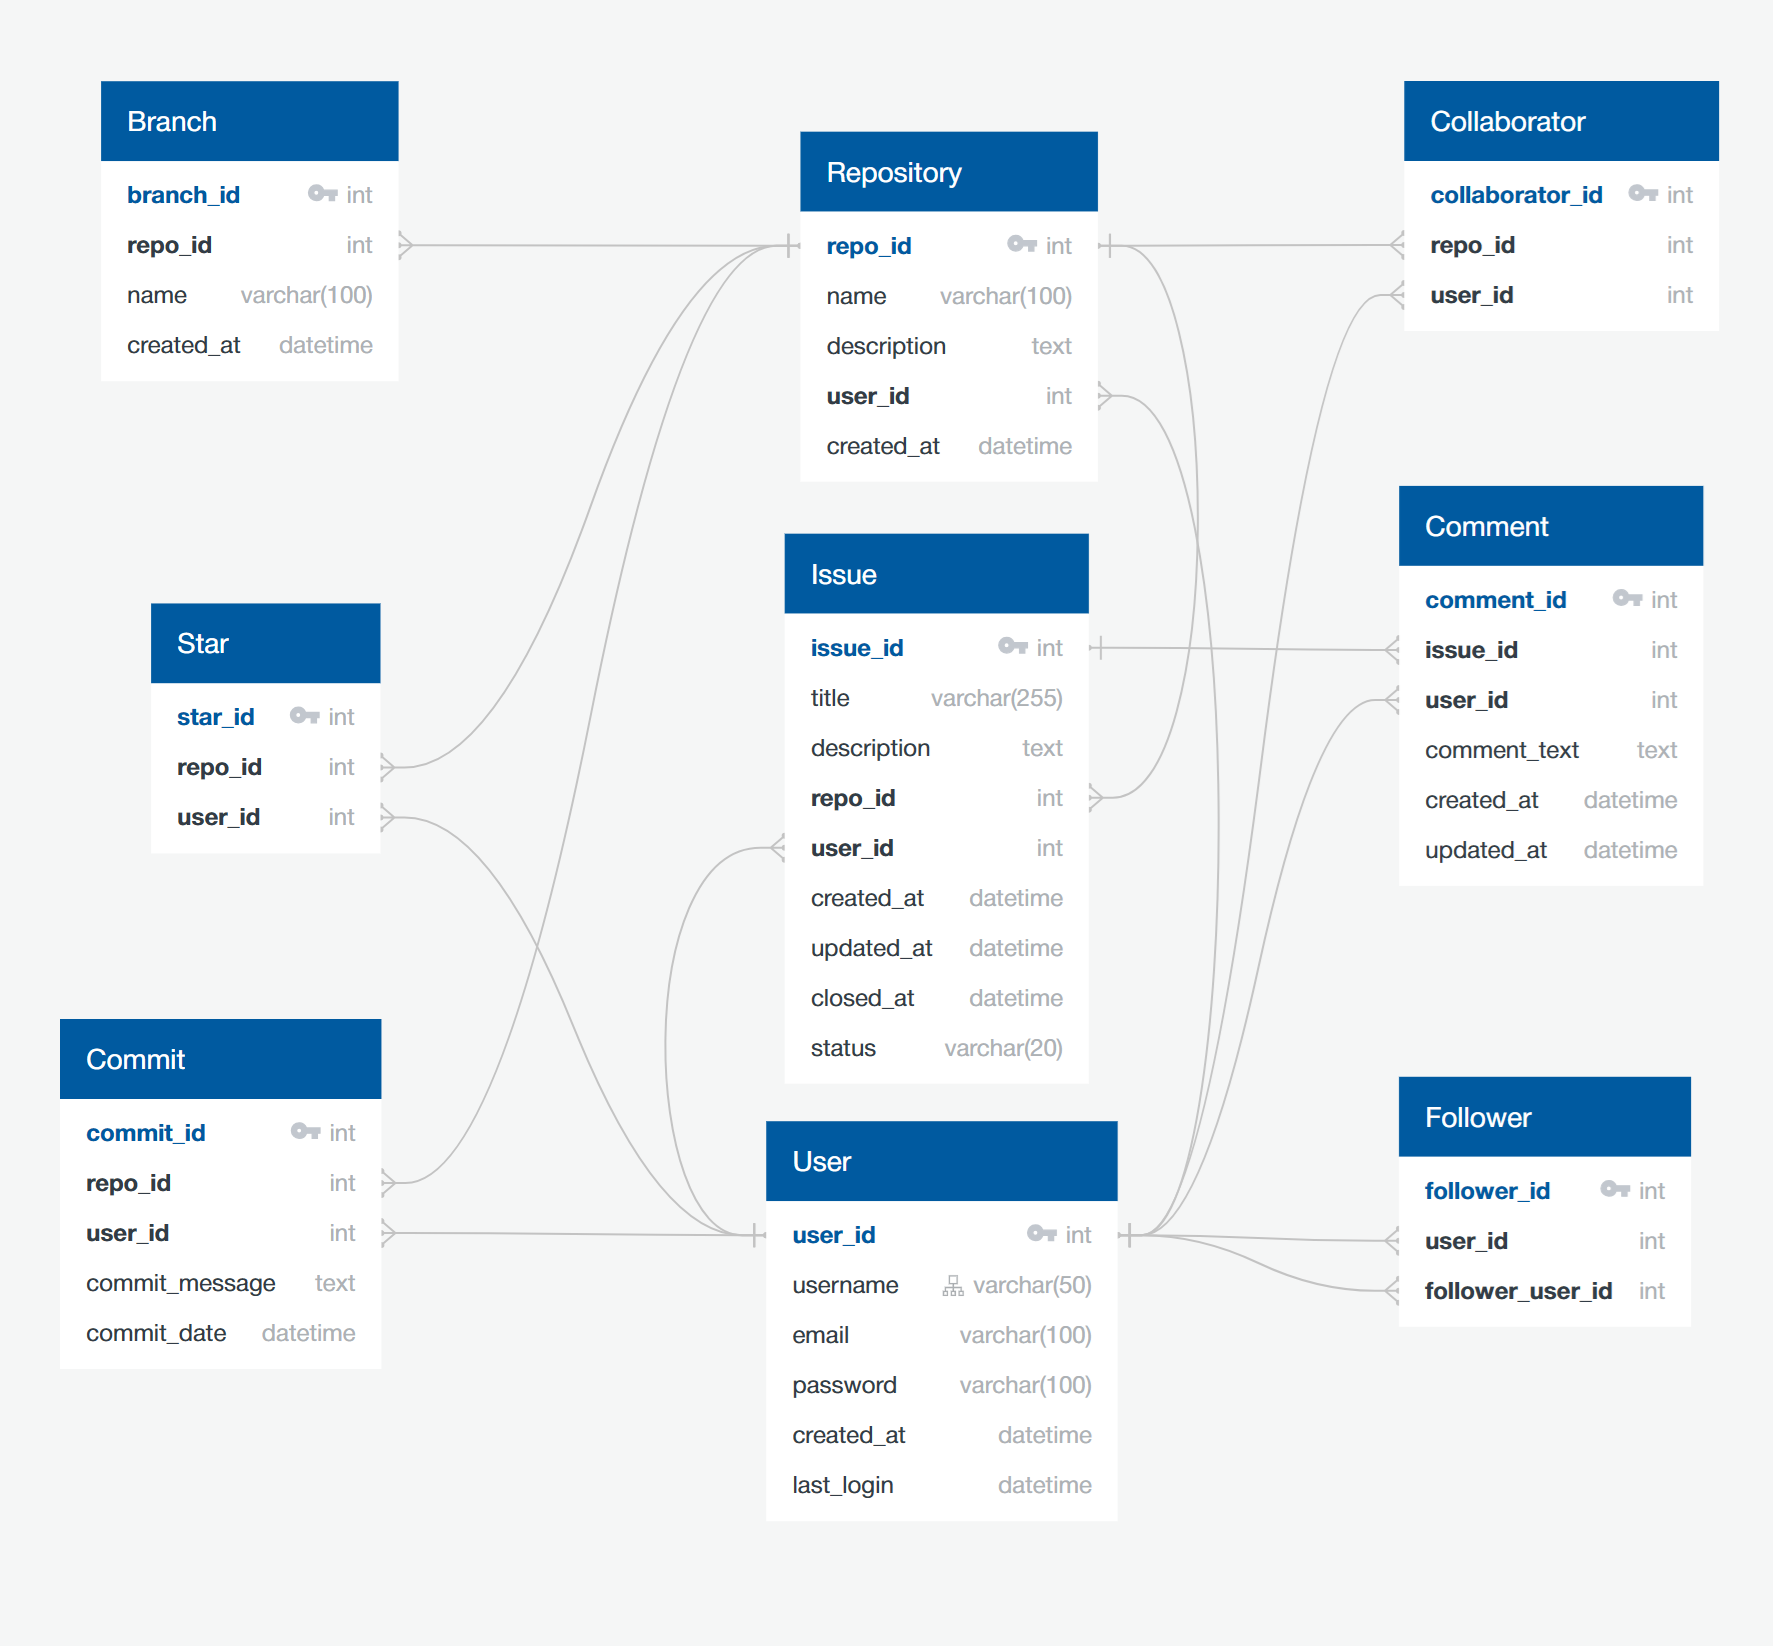 Branch
branch_id int
repo_id int
name varchar(100)
created_at datetime
Repository
repo_id int
name varchar(100)
description text
user_id int
created_at datetime
Collaborator
collaborator_id int
repo_id int
user_id int
Issue
issue_id int
title varchar(255)
description text
repo_id int
user_id int
created_at datetime
updated_at datetime
closed_at datetime
status varchar(20)
Comment
comment_id int
issue_id int
user_id int
comment_text text
created_at datetime
updated_at datetime
Star
star_id int
repo_id int
user_id int
Commit
commit_id int
repo_id int
user_id int
commit_message text
commit_date datetime
User
user_id int
username varchar(50)
email varchar(100)
password varchar(100)
created_at datetime
last_login datetime
Follower
follower_id int
user_id int
follower_user_id int